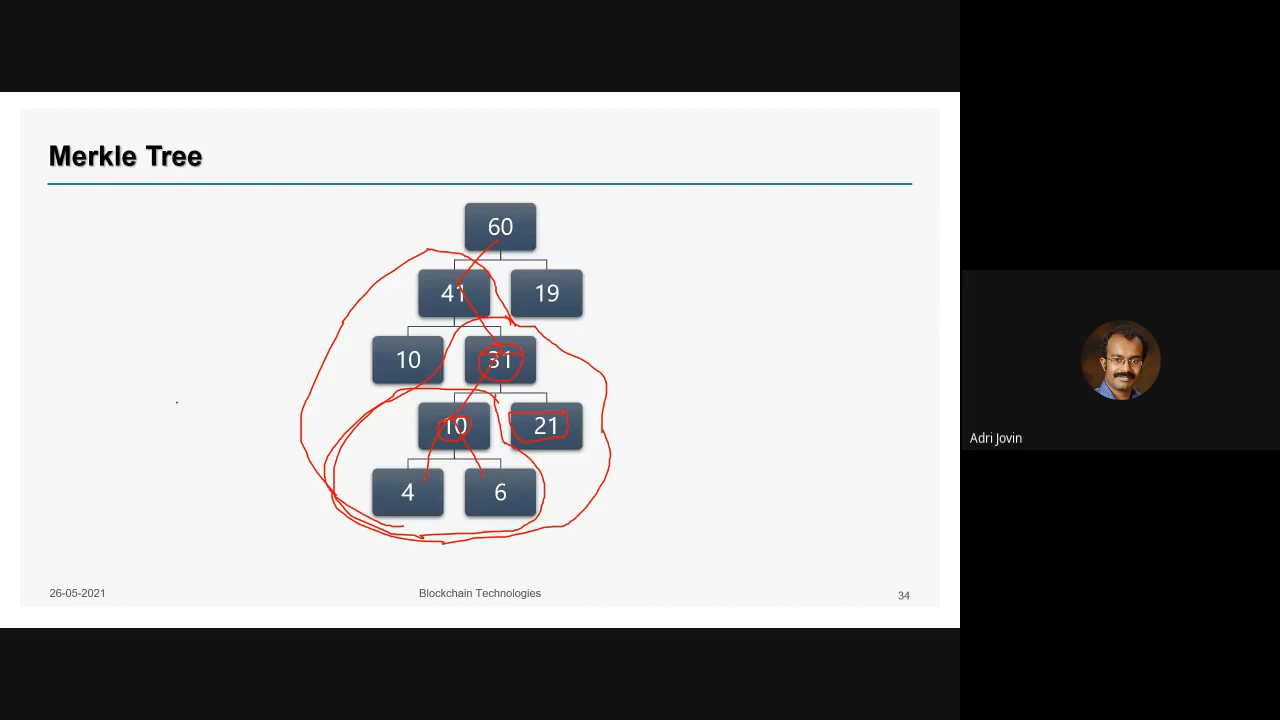 Merkle Tree
60
41 19
10 31
10 21
4 6
26-05-2021 Blockchain Technologies 34
Adri Jovin